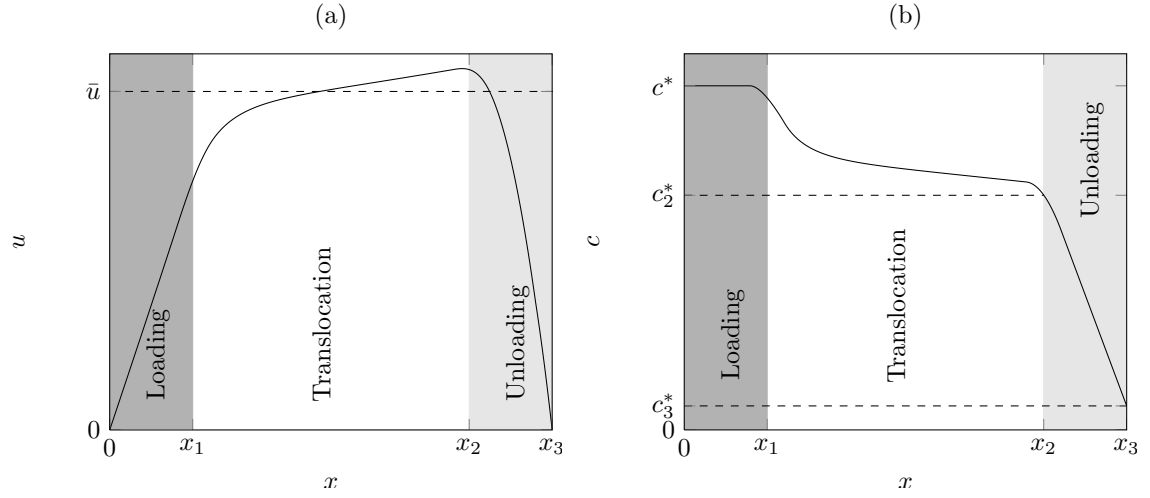 (a)
ū
u
0
0
x₁
x₂
x₃
x
Loading
Translocation
Unloading
(b)
c*
c₂*
c₃*
c
0
0
x₁
x₂
x₃
x
Loading
Translocation
Unloading